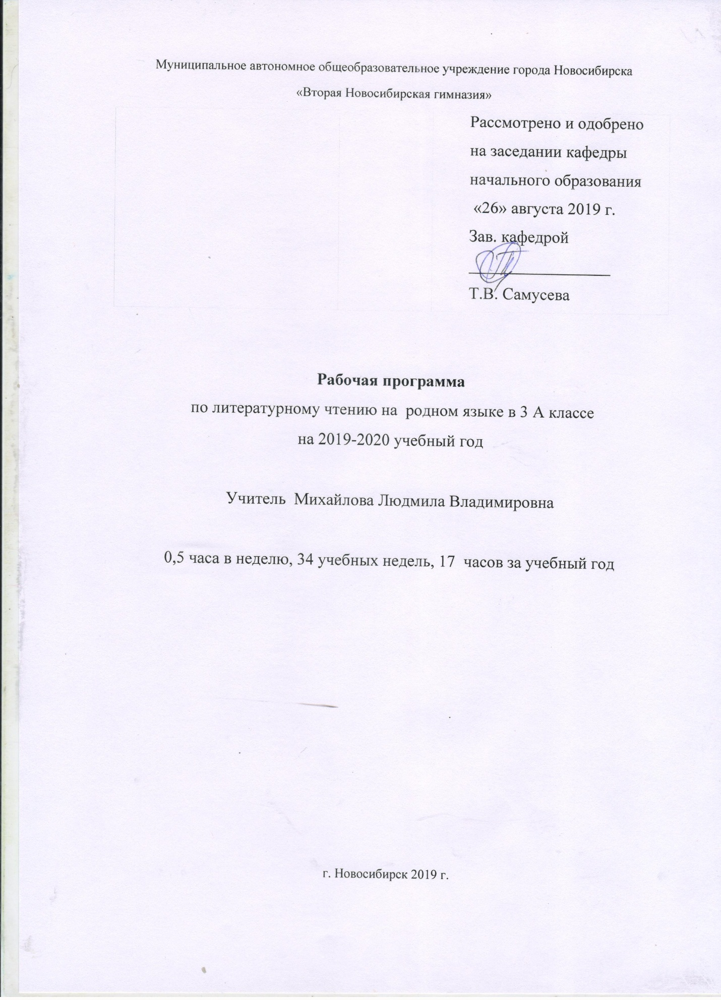 Муниципальное автономное общеобразовательное учреждение города Новосибирска
«Вторая Новосибирская гимназия»
Рассмотрено и одобрено
на заседании кафедры
начального образования
«26» августа 2019 г.
Зав. кафедрой
Т.В. Самусева
Рабочая программа
по литературному чтению на родном языке в 3 А классе
на 2019-2020 учебный год
Учитель Михайлова Людмила Владимировна
0,5 часа в неделю, 34 учебных недель, 17 часов за учебный год
г. Новосибирск 2019 г.